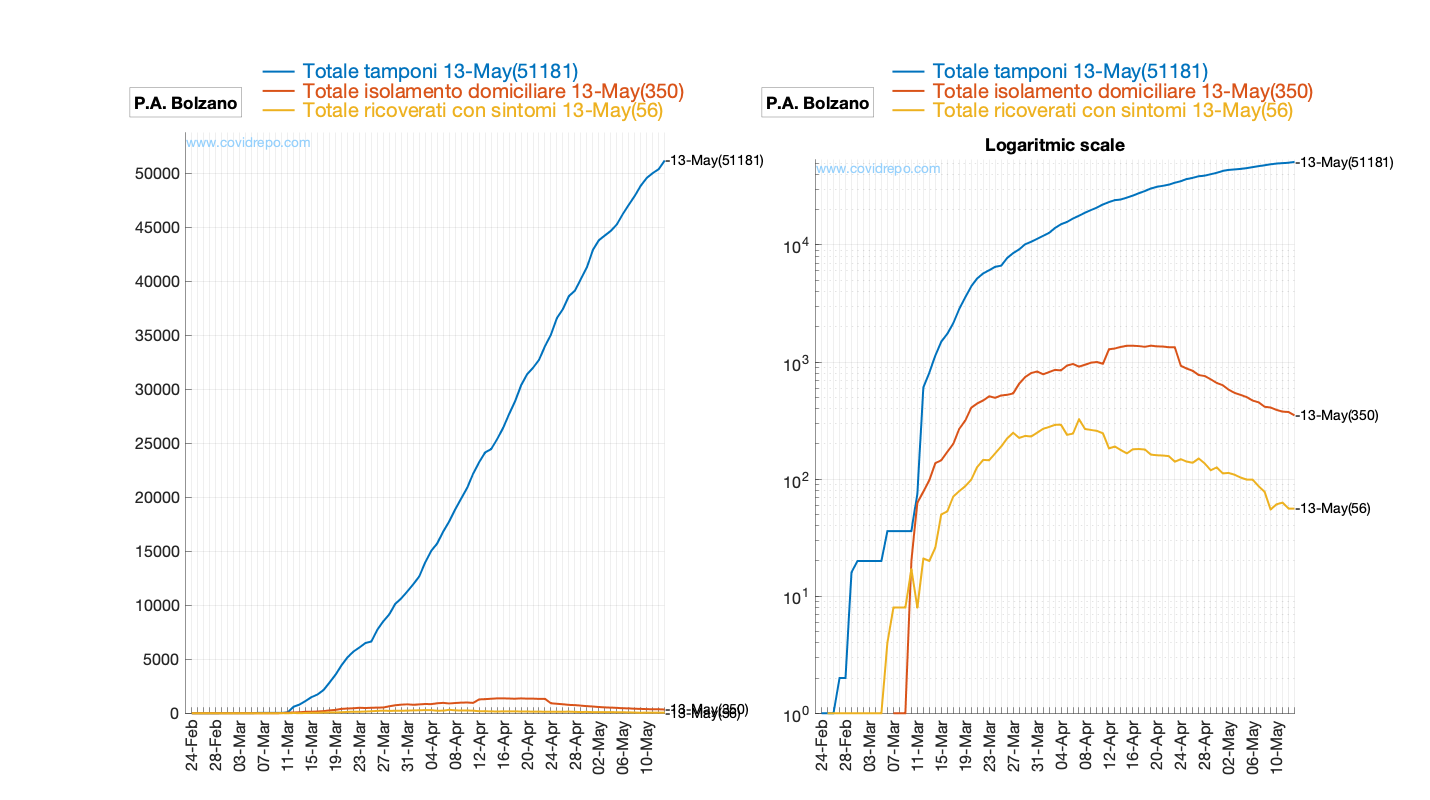 Totale tamponi 13-May(51181)
Totale isolamento domiciliare 13-May(350)
Totale ricoverati con sintomi 13-May(56)
P.A. Bolzano
www.covidrepo.com
50000
45000
40000
35000
30000
25000
20000
15000
10000
5000
0
13-May(51181)
13-May(350)
13-May(56)
24-Feb
28-Feb
03-Mar
07-Mar
11-Mar
15-Mar
19-Mar
23-Mar
27-Mar
31-Mar
04-Apr
08-Apr
12-Apr
16-Apr
20-Apr
24-Apr
28-Apr
02-May
06-May
10-May
Totale tamponi 13-May(51181)
Totale isolamento domiciliare 13-May(350)
Totale ricoverati con sintomi 13-May(56)
P.A. Bolzano
Logaritmic scale
www.covidrepo.com
10^4
10^3
10^2
10^1
10^0
13-May(51181)
13-May(350)
13-May(56)
24-Feb
28-Feb
03-Mar
07-Mar
11-Mar
15-Mar
19-Mar
23-Mar
27-Mar
31-Mar
04-Apr
08-Apr
12-Apr
16-Apr
20-Apr
24-Apr
28-Apr
02-May
06-May
10-May